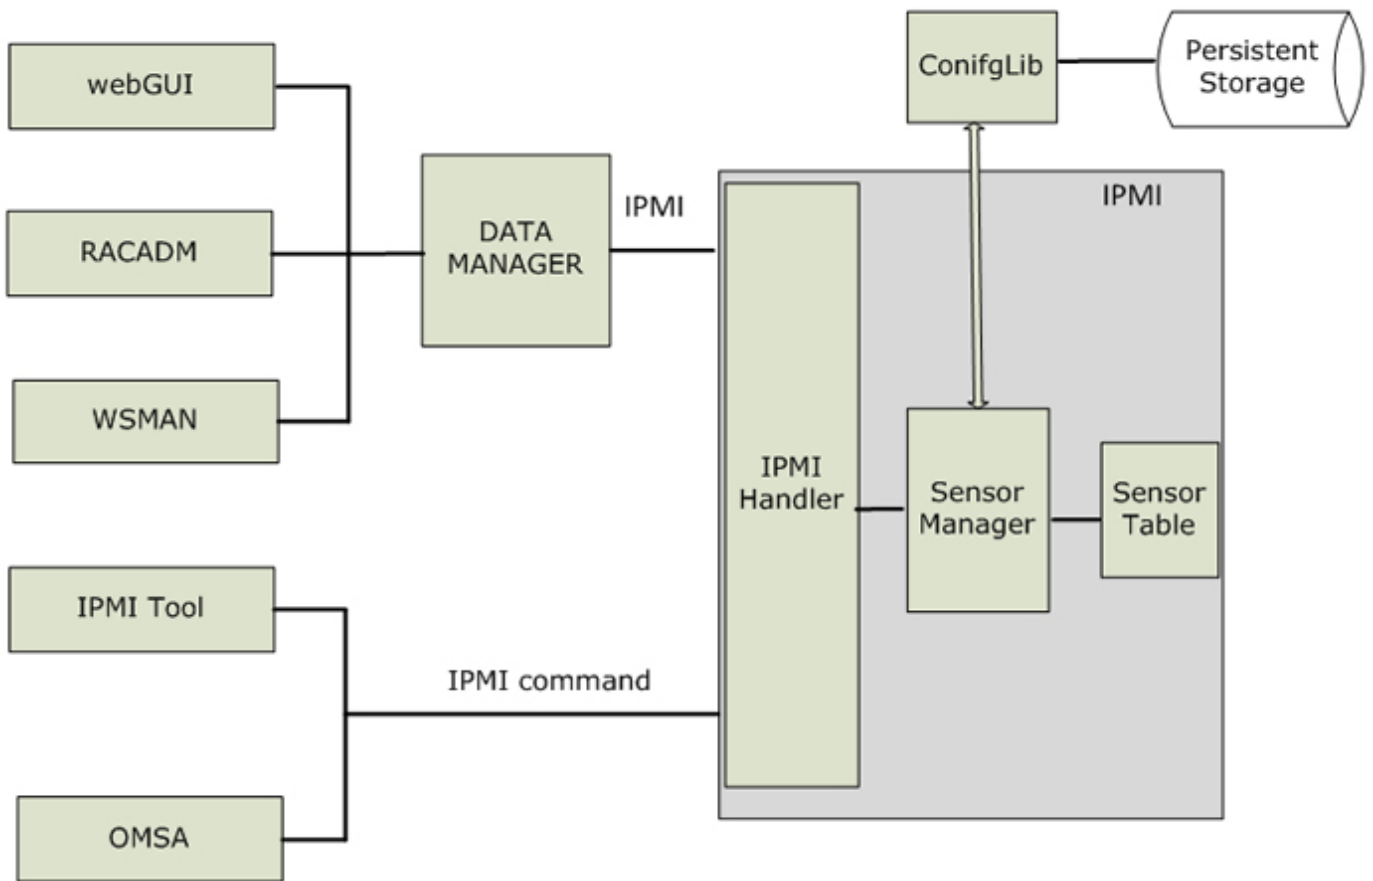 webGUI
RACADM
WSMAN
IPMI Tool
OMSA
DATA
MANAGER
IPMI
IPMI command
ConifgLib
Persistent
Storage
IPMI
IPMI
Handler
Sensor
Manager
Sensor
Table